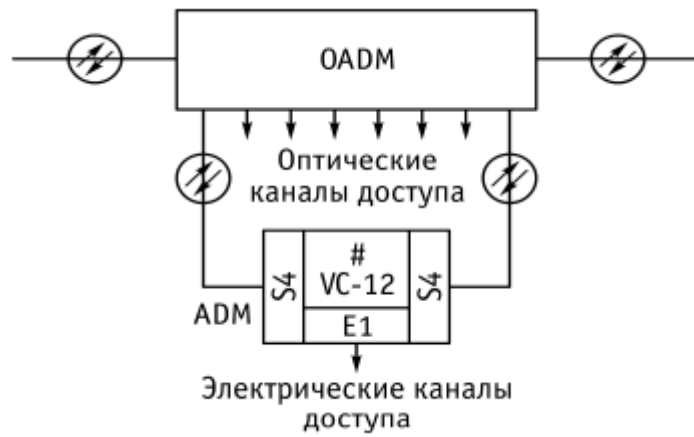 OADM
Оптические
каналы доступа
S4
#
VC-12
S4
ADM
E1
Электрические каналы
доступа